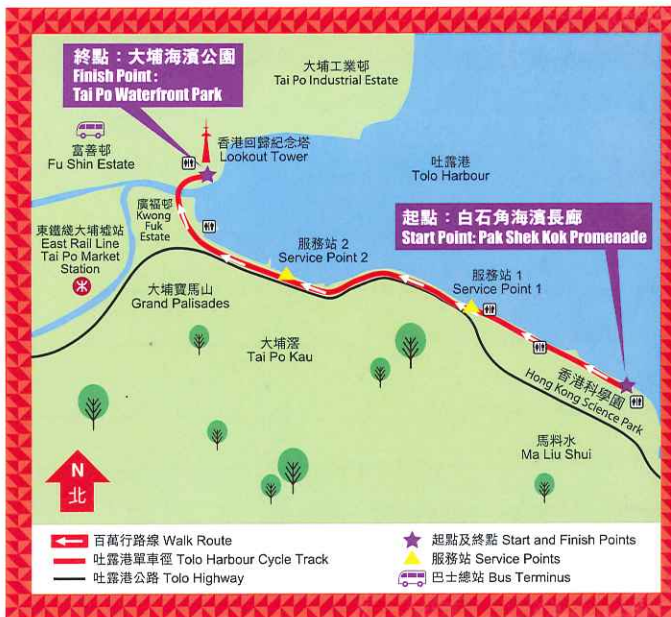 終點：大埔海濱公園
Finish Point :
Tai Po Waterfront Park
大埔工業邨
Tai Po Industrial Estate
富善邨
Fu Shin Estate
香港回歸紀念塔
Lookout Tower
吐露港
Tolo Harbour
廣福邨
Kwong
Fuk
Estate
東鐵綫大埔墟站
East Rail Line
Tai Po Market
Station
起點：白石角海濱長廊
Start Point: Pak Shek Kok Promenade
服務站 2
Service Point 2
服務站 1
Service Point 1
大埔寶馬山
Grand Palisades
大埔滘
Tai Po Kau
香港科學園
Hong Kong Science Park
馬料水
Ma Liu Shui
N
北
百萬行路線 Walk Route
吐露港單車徑 Tolo Harbour Cycle Track
吐露港公路 Tolo Highway
起點及終點 Start and Finish Points
服務站 Service Points
巴士總站 Bus Terminus